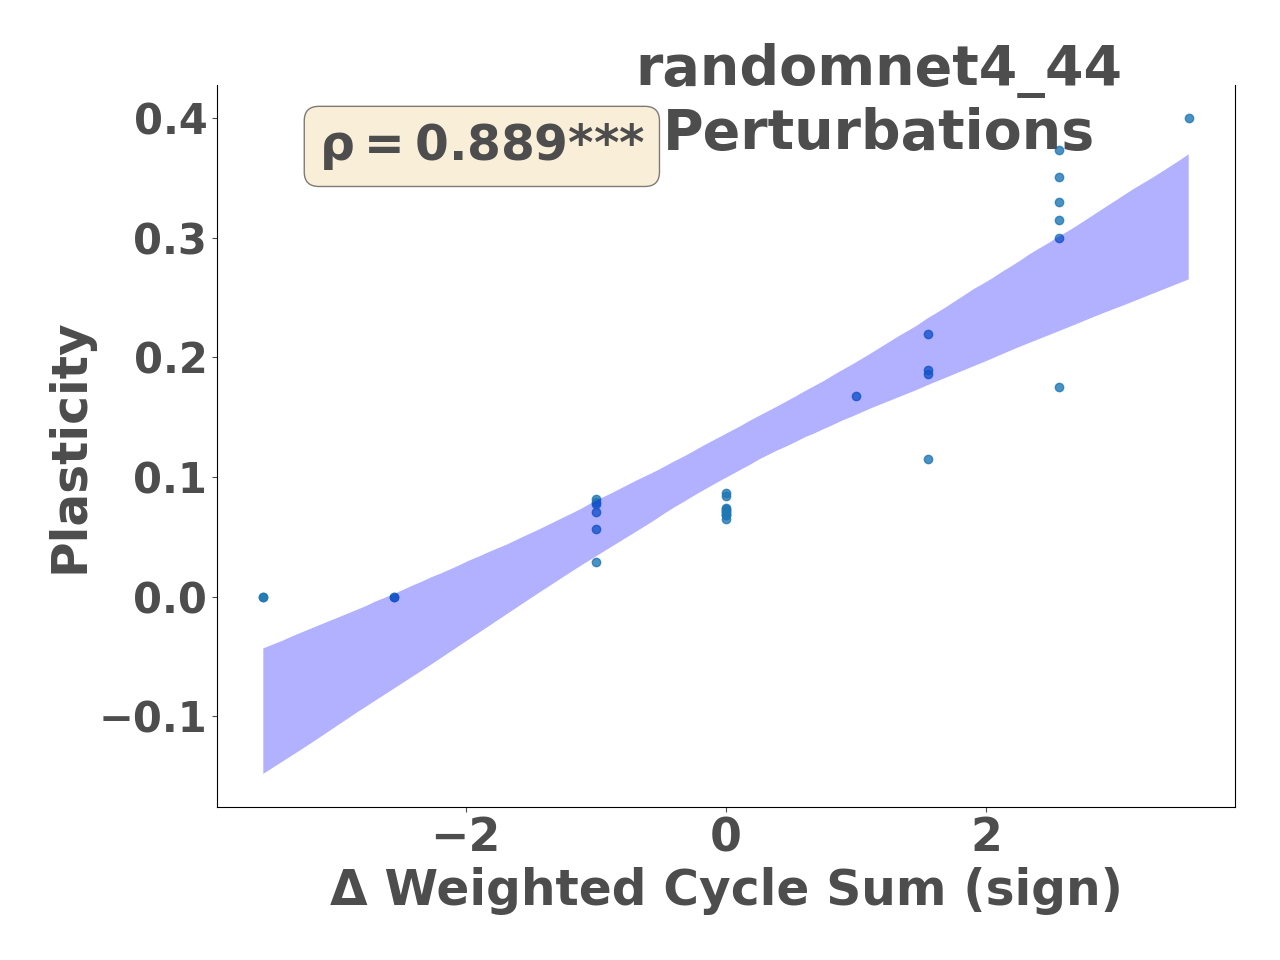 randomnet4_44
Perturbations
ρ = 0.889***
0.4
0.3
0.2
0.1
0.0
−0.1
Plasticity
−2
0
2
Δ Weighted Cycle Sum (sign)